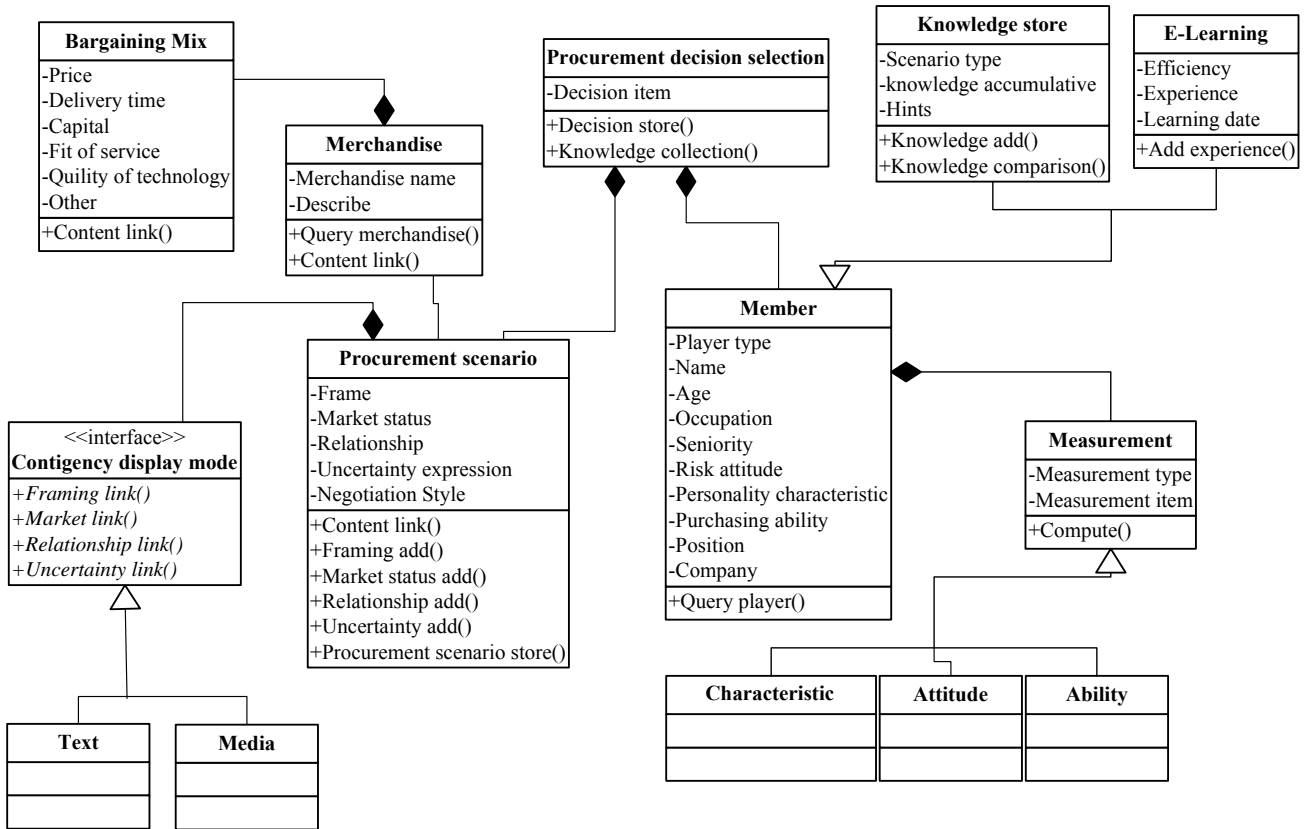 Bargaining Mix
-Price
-Delivery time
-Capital
-Fit of service
-Quility of technology
-Other
+Content link()
Merchandise
-Merchandise name
-Describe
+Query merchandise()
+Content link()
Procurement decision selection
-Decision item
+Decision store()
+Knowledge collection()
Knowledge store
-Scenario type
-knowledge accumulative
-Hints
+Knowledge add()
+Knowledge comparison()
E-Learning
-Efficiency
-Experience
-Learning date
+Add experience()
<<interface>>
Contigency display mode
+Framing link()
+Market link()
+Relationship link()
+Uncertainty link()
Procurement scenario
-Frame
-Market status
-Relationship
-Uncertainty expression
-Negotiation Style
+Content link()
+Framing add()
+Market status add()
+Relationship add()
+Uncertainty add()
+Procurement scenario store()
Member
-Player type
-Name
-Age
-Occupation
-Seniority
-Risk attitude
-Personality characteristic
-Purchasing ability
-Position
-Company
+Query player()
Measurement
-Measurement type
-Measurement item
+Compute()
Text
Media
Characteristic
Attitude
Ability